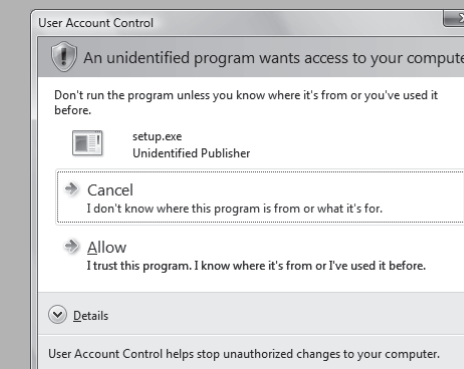 User Account Control
An unidentified program wants access to your compute
Don't run the program unless you know where it's from or you've used it
before.
setup.exe
Unidentified Publisher
Cancel
I don't know where this program is from or what it's for.
Allow
I trust this program. I know where it's from or I've used it before.
Details
User Account Control helps stop unauthorized changes to your computer.